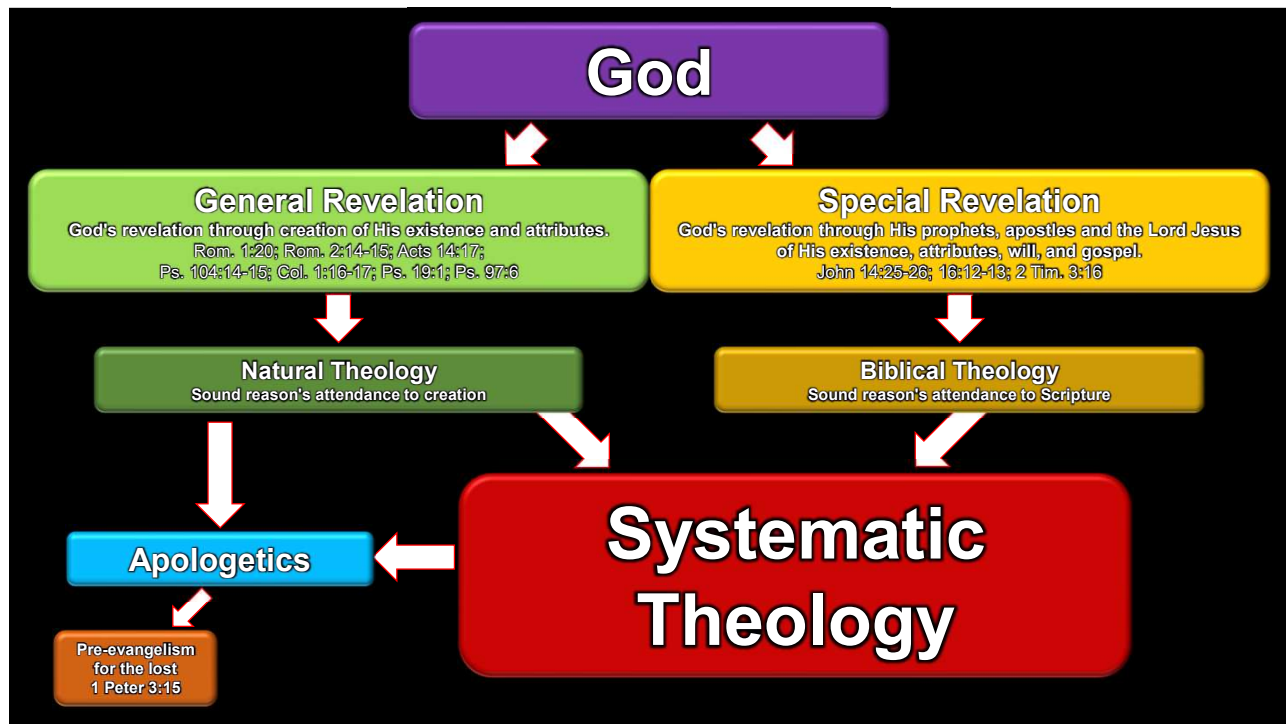 God
General Revelation
God's revelation through creation of His existence and attributes.
Rom. 1:20; Rom. 2:14-15; Acts 14:17;
Ps. 104:14-15; Col. 1:16-17; Ps. 19:1; Ps. 97:6
Special Revelation
God's revelation through His prophets, apostles and the Lord Jesus
of His existence, attributes, will, and gospel.
John 14:25-26; 16:12-13; 2 Tim. 3:16
Natural Theology
Sound reason's attendance to creation
Biblical Theology
Sound reason's attendance to Scripture
Systematic
Theology
Apologetics
Pre-evangelism
for the lost
1 Peter 3:15